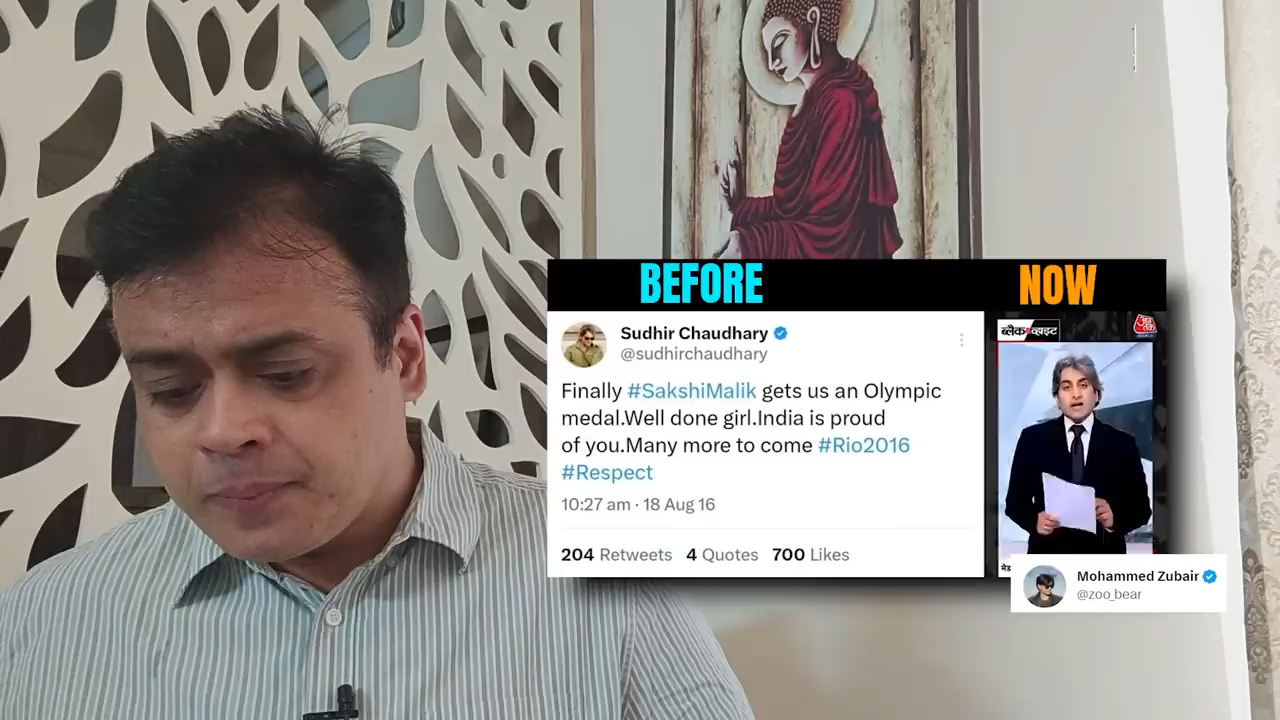 BEFORE
NOW
Sudhir Chaudhary
@sudhirchaudhary
Finally #SakshiMalik gets us an Olympic
medal.Well done girl.India is proud
of you.Many more to come #Rio2016
#Respect
10:27 am · 18 Aug 16
204 Retweets 4 Quotes 700 Likes
ब्लैक व्हाइट
आज तक
Mohammed Zubair
@zoo_bear